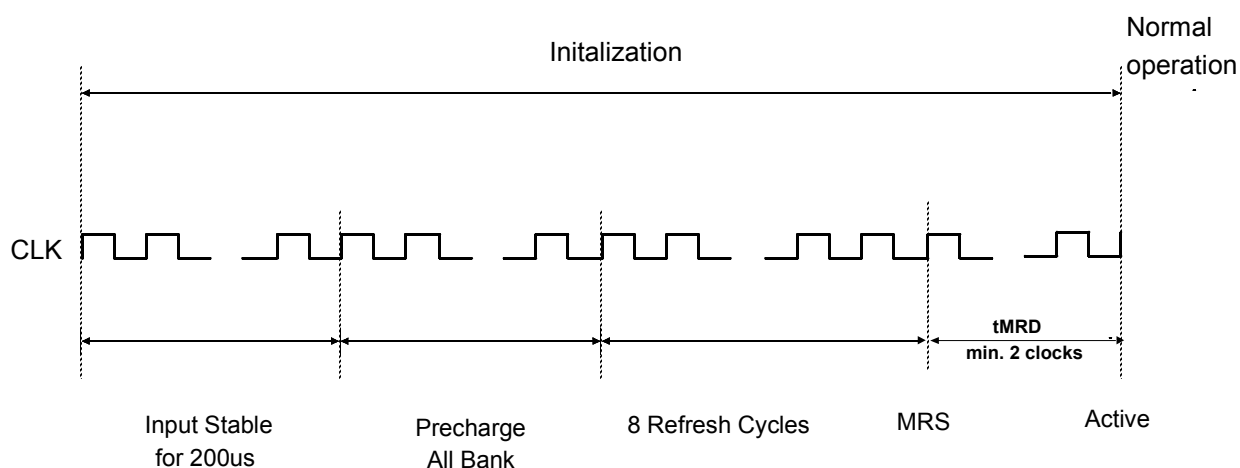 Initalization
Normal
operation
CLK
tMRD
min. 2 clocks
Input Stable
for 200us
Precharge
All Bank
8 Refresh Cycles
MRS
Active